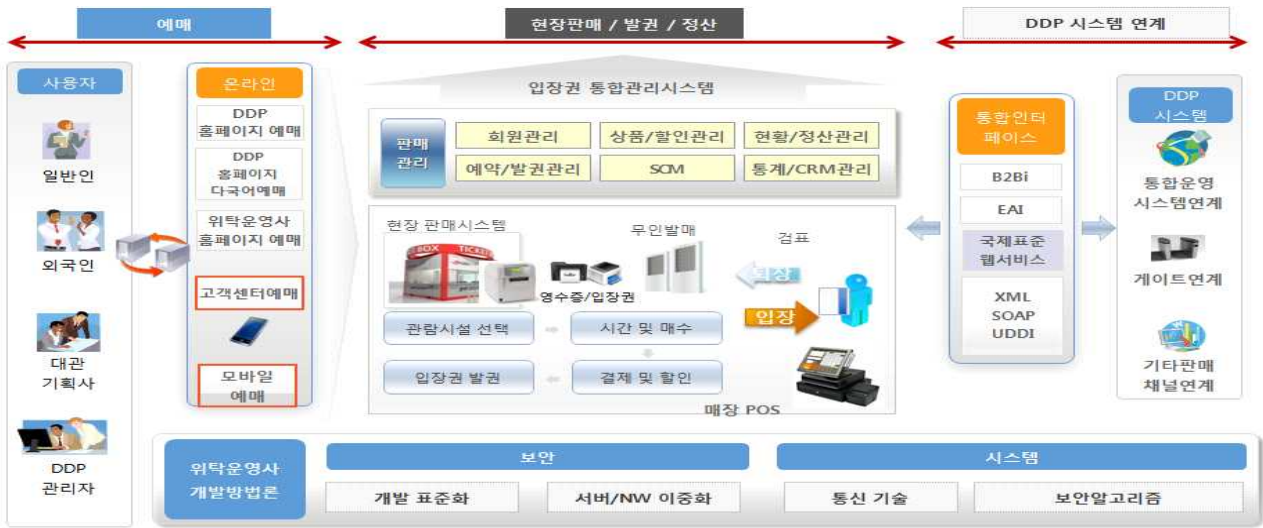 예매
현장판매 / 발권 / 정산
DDP 시스템 연계
사용자
일반인
외국인
대관
기획사
DDP
관리자
온라인
DDP
홈페이지 예매
DDP
홈페이지
다국어예매
위탁운영사
홈페이지 예매
고객센터예매
모바일
예매
입장권 통합관리시스템
판매
관리
회원관리
상품/할인관리
현황/정산관리
예약/발권관리
SCM
통계/CRM관리
현장 판매시스템
무인발매
검표
BOX
TICKE
영수증/입장권
퇴장
입장
관람시설 선택
시간 및 매수
입장권 발권
결제 및 할인
매장 POS
통합인터
페이스
B2Bi
EAI
국제표준
웹서비스
XML
SOAP
UDDI
DDP
시스템
통합운영
시스템연계
게이트연계
기타판매
채널연계
위탁운영사
개발방법론
보안
시스템
개발 표준화
서버/NW 이중화
통신 기술
보안알고리즘